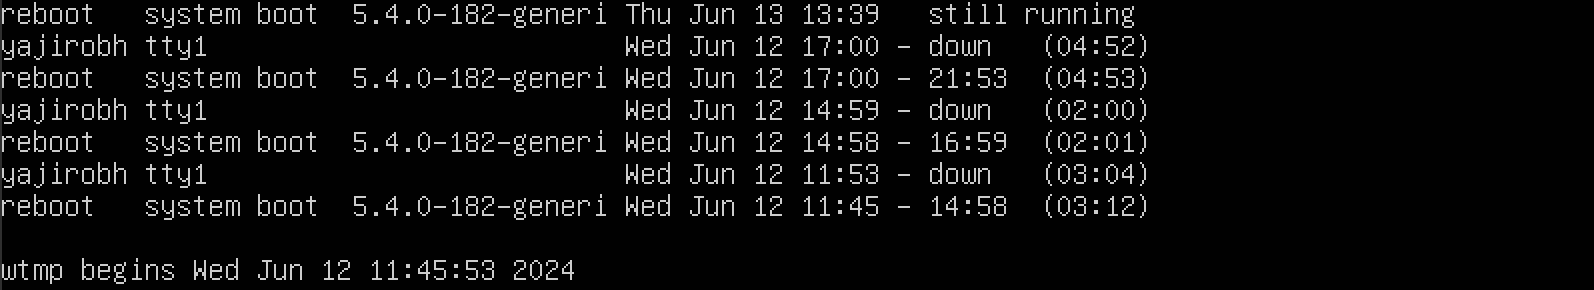 reboot   system boot  5.4.0-182-generi Thu Jun 13 13:39   still running
yajirobh tty1                          Wed Jun 12 17:00 - down   (04:52)
reboot   system boot  5.4.0-182-generi Wed Jun 12 17:00 - 21:53  (04:53)
yajirobh tty1                          Wed Jun 12 14:59 - down   (02:00)
reboot   system boot  5.4.0-182-generi Wed Jun 12 14:58 - 16:59  (02:01)
yajirobh tty1                          Wed Jun 12 11:53 - down   (03:04)
reboot   system boot  5.4.0-182-generi Wed Jun 12 11:45 - 14:58  (03:12)

wtmp begins Wed Jun 12 11:45:53 2024